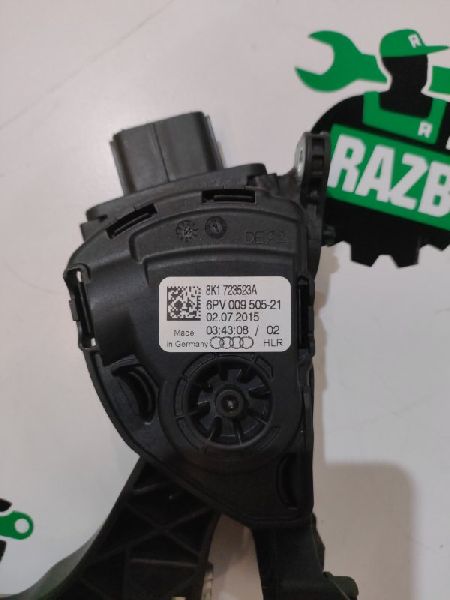 R
RAZB
8K1 723523A
6PV 009 505-21
02.07.2015
Made 03:43:08 / 02
in Germany HLR